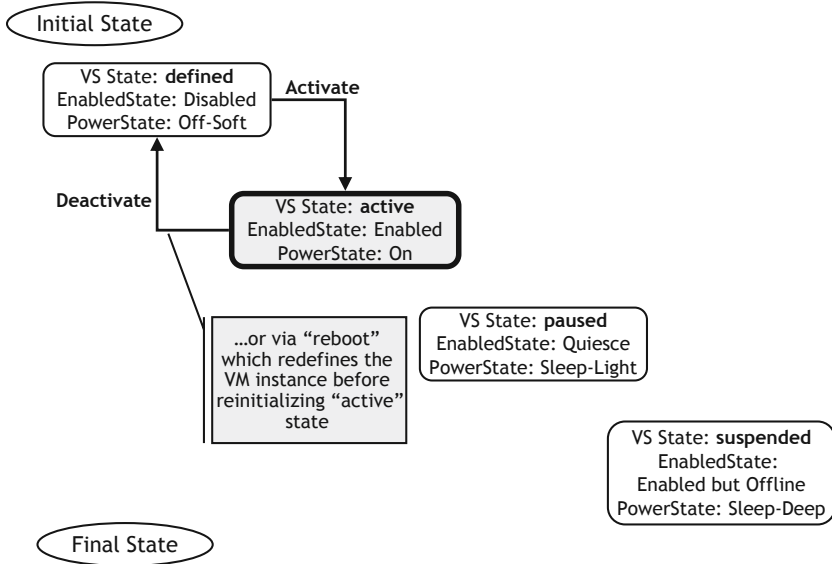 Initial State
VS State: defined
EnabledState: Disabled
PowerState: Off-Soft
Activate
Deactivate
VS State: active
EnabledState: Enabled
PowerState: On
…or via “reboot”
which redefines the
VM instance before
reinitializing “active”
state
VS State: paused
EnabledState: Quiesce
PowerState: Sleep-Light
VS State: suspended
EnabledState:
Enabled but Offline
PowerState: Sleep-Deep
Final State